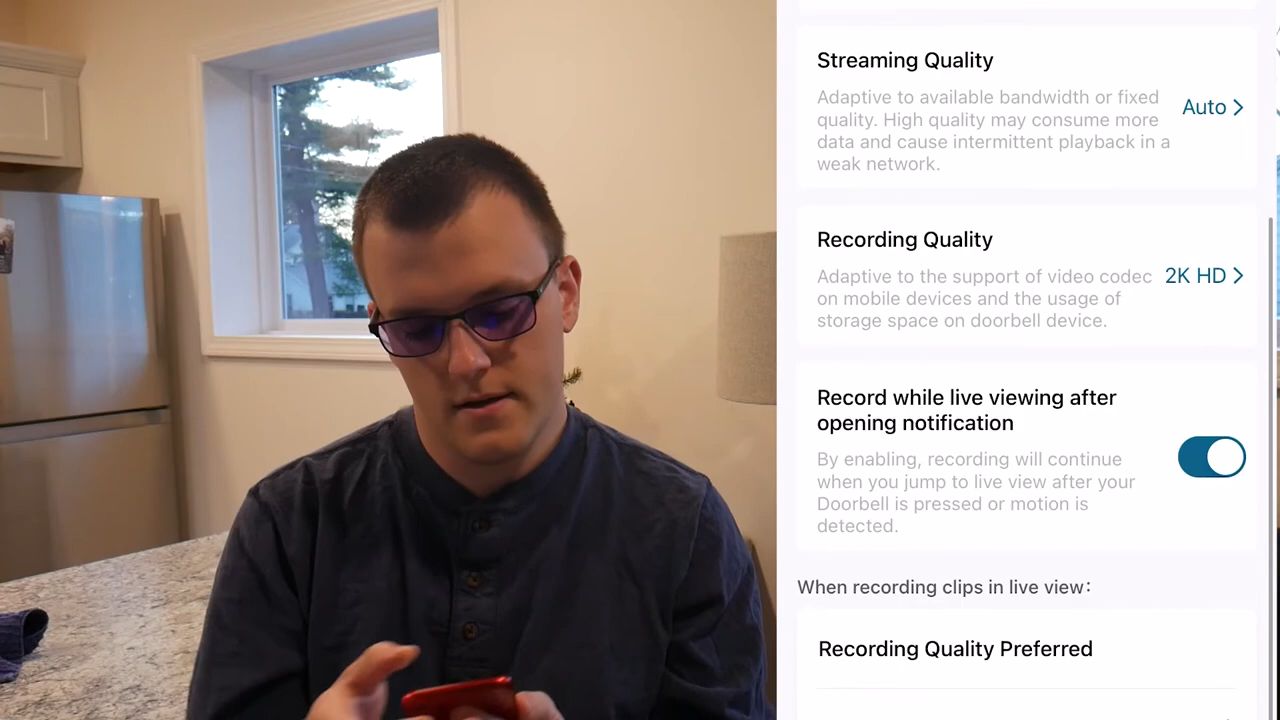 Streaming Quality
Adaptive to available bandwidth or fixed
quality. High quality may consume more
data and cause intermittent playback in a
weak network.
Auto
Recording Quality
Adaptive to the support of video codec
on mobile devices and the usage of
storage space on doorbell device.
2K HD
Record while live viewing after
opening notification
By enabling, recording will continue
when you jump to live view after your
Doorbell is pressed or motion is
detected.
When recording clips in live view:
Recording Quality Preferred